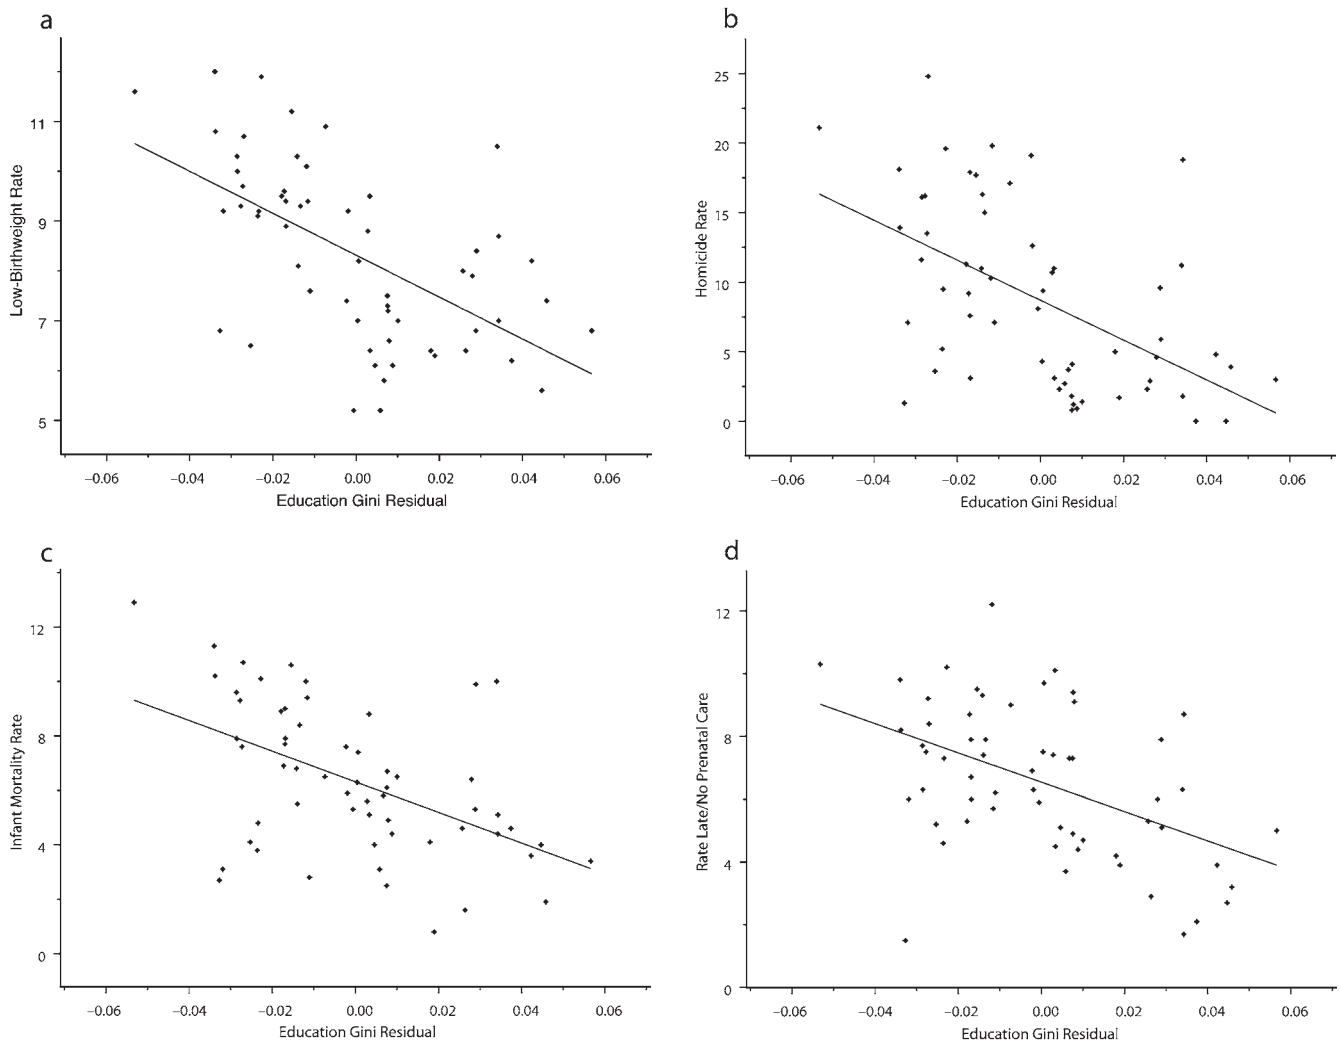 a
Low-Birthweight Rate
11
9
7
5
−0.06 −0.04 −0.02 0.00 0.02 0.04 0.06
Education Gini Residual
b
Homicide Rate
25
20
15
10
5
0
−0.06 −0.04 −0.02 0.00 0.02 0.04 0.06
Education Gini Residual
c
Infant Mortality Rate
12
8
4
0
−0.06 −0.04 −0.02 0.00 0.02 0.04 0.06
Education Gini Residual
d
Rate Late/No Prenatal Care
12
8
4
0
−0.06 −0.04 −0.02 0.00 0.02 0.04 0.06
Education Gini Residual